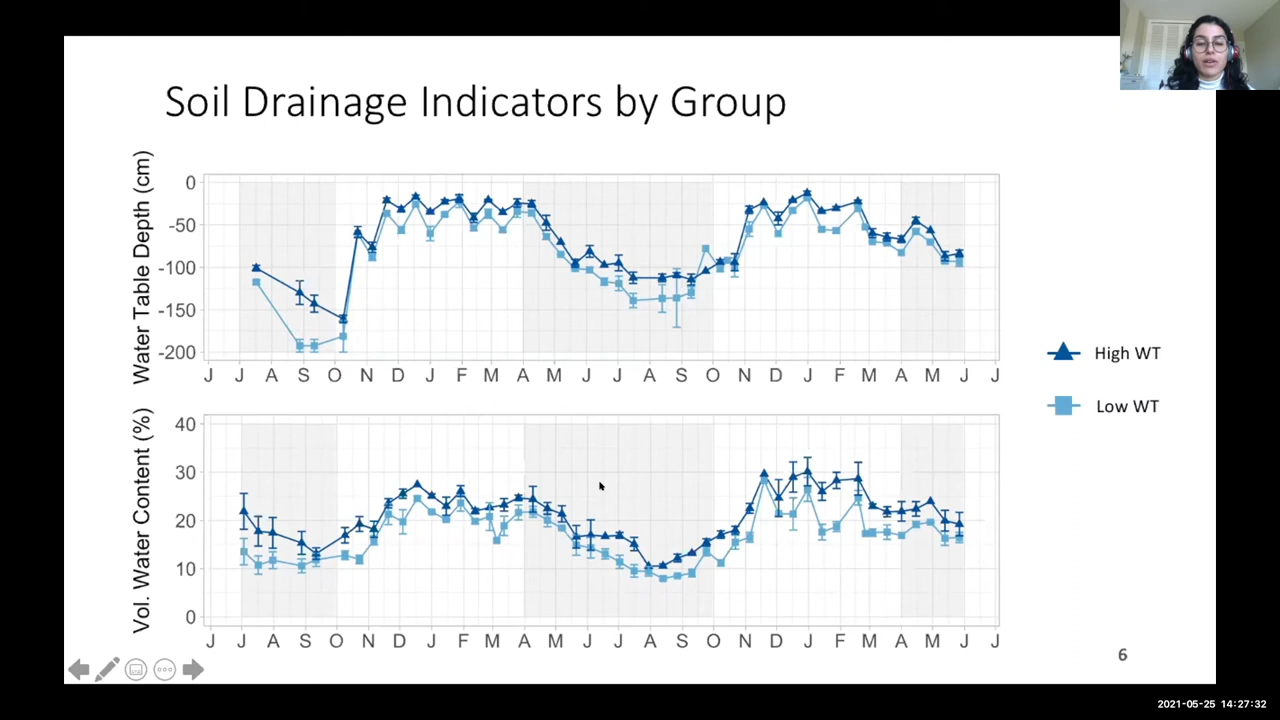 Soil Drainage Indicators by Group
Water Table Depth (cm)
0
-50
-100
-150
-200
J J A S O N D J F M A M J J A S O N D J F M A M J J
High WT
Low WT
Vol. Water Content (%)
40
30
20
10
0
J J A S O N D J F M A M J J A S O N D J F M A M J J
6
2021-05-25 14:27:32